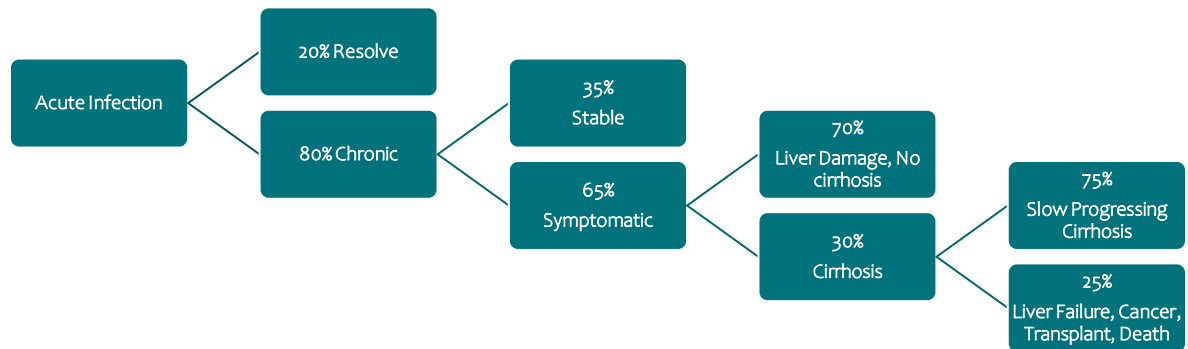 Acute Infection
20% Resolve
80% Chronic
35%
Stable
65%
Symptomatic
70%
Liver Damage, No
cirrhosis
30%
Cirrhosis
75%
Slow Progressing
Cirrhosis
25%
Liver Failure, Cancer,
Transplant, Death